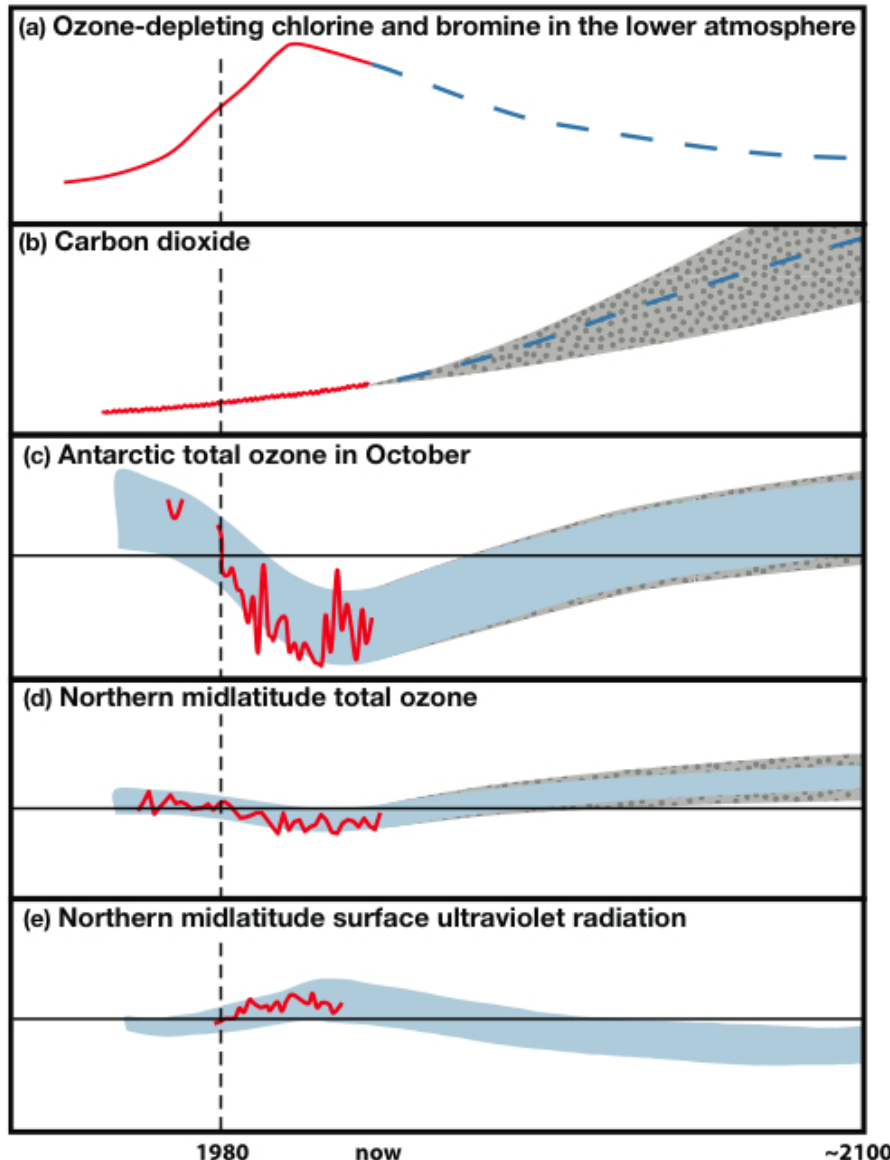 (a) Ozone-depleting chlorine and bromine in the lower atmosphere
(b) Carbon dioxide
(c) Antarctic total ozone in October
(d) Northern midlatitude total ozone
(e) Northern midlatitude surface ultraviolet radiation
1980 now ~2100